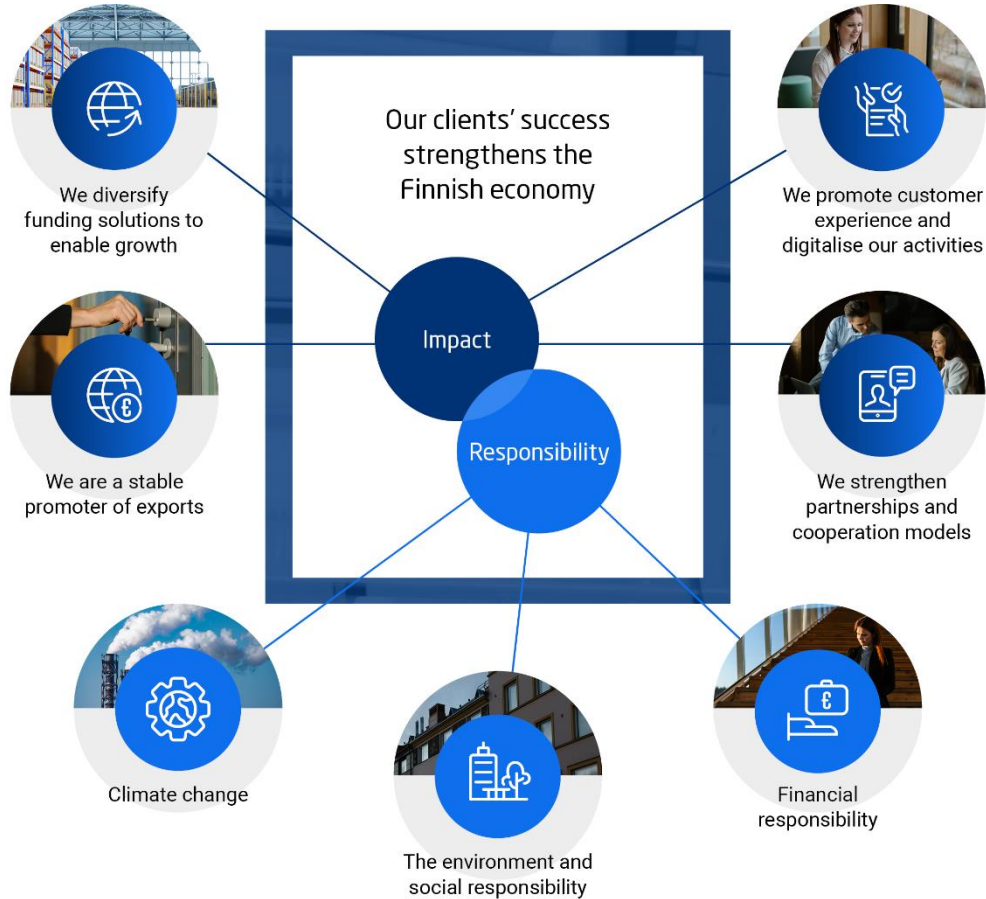 Our clients’ success
strengthens the
Finnish economy
We diversify
funding solutions to
enable growth
We promote customer
experience and
digitalise our activities
Impact
Responsibility
We are a stable
promoter of exports
We strengthen
partnerships and
cooperation models
Climate change
The environment and
social responsibility
Financial
responsibility
€
€